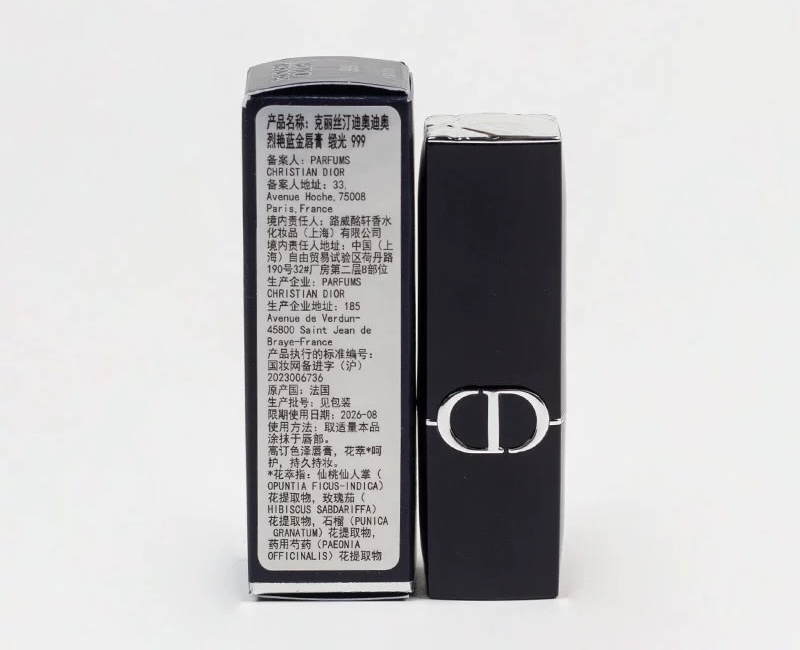 产品名称：克丽丝汀迪奥迪奥
烈艳蓝金唇膏 缎光 999
备案人：PARFUMS
CHRISTIAN DIOR
备案人地址：33,
Avenue Hoche,75008
Paris,France
境内责任人：路威酩轩香水
化妆品（上海）有限公司
境内责任人地址：中国（上
海）自由贸易试验区荷丹路
190号32#厂房第二层B部位
生产企业：PARFUMS
CHRISTIAN DIOR
生产企业地址：185
Avenue de Verdun-
45800 Saint Jean de
Braye-France
产品执行的标准编号：
国妆网备进字（沪）
2023006736
原产国：法国
生产批号：见包装
限期使用日期：2026-08
使用方法：取适量本品
涂抹于唇部。
高订色泽唇膏，花萃*呵
护，持久持妆。
*花萃指：仙桃仙人掌（
OPUNTIA FICUS-INDICA）
花提取物，玫瑰茄（
HIBISCUS SABDARIFFA）
花提取物，石榴（PUNICA
GRANATUM）花提取物，
药用芍药（PAEONIA
OFFICINALIS）花提取物
CD